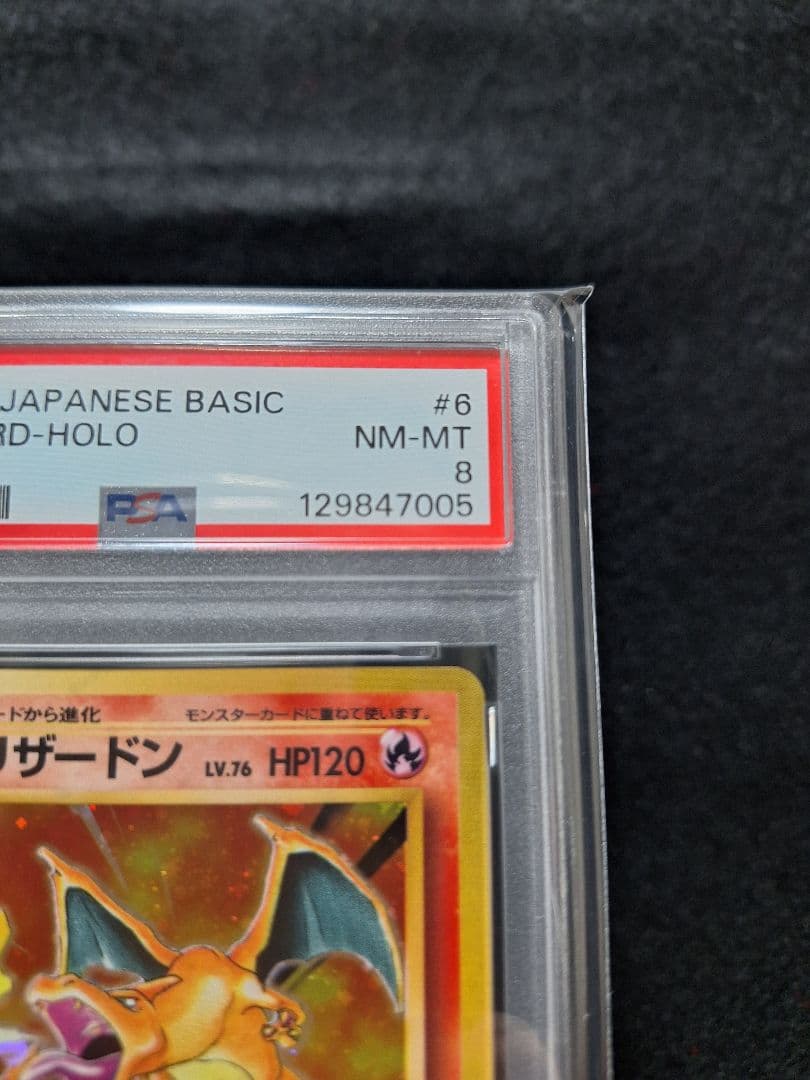 JAPANESE BASIC #6
RD-HOLO NM-MT
8
PSA 129847005
ードから進化 モンスターカードに重ねて使います。
リザードン LV.76 HP120